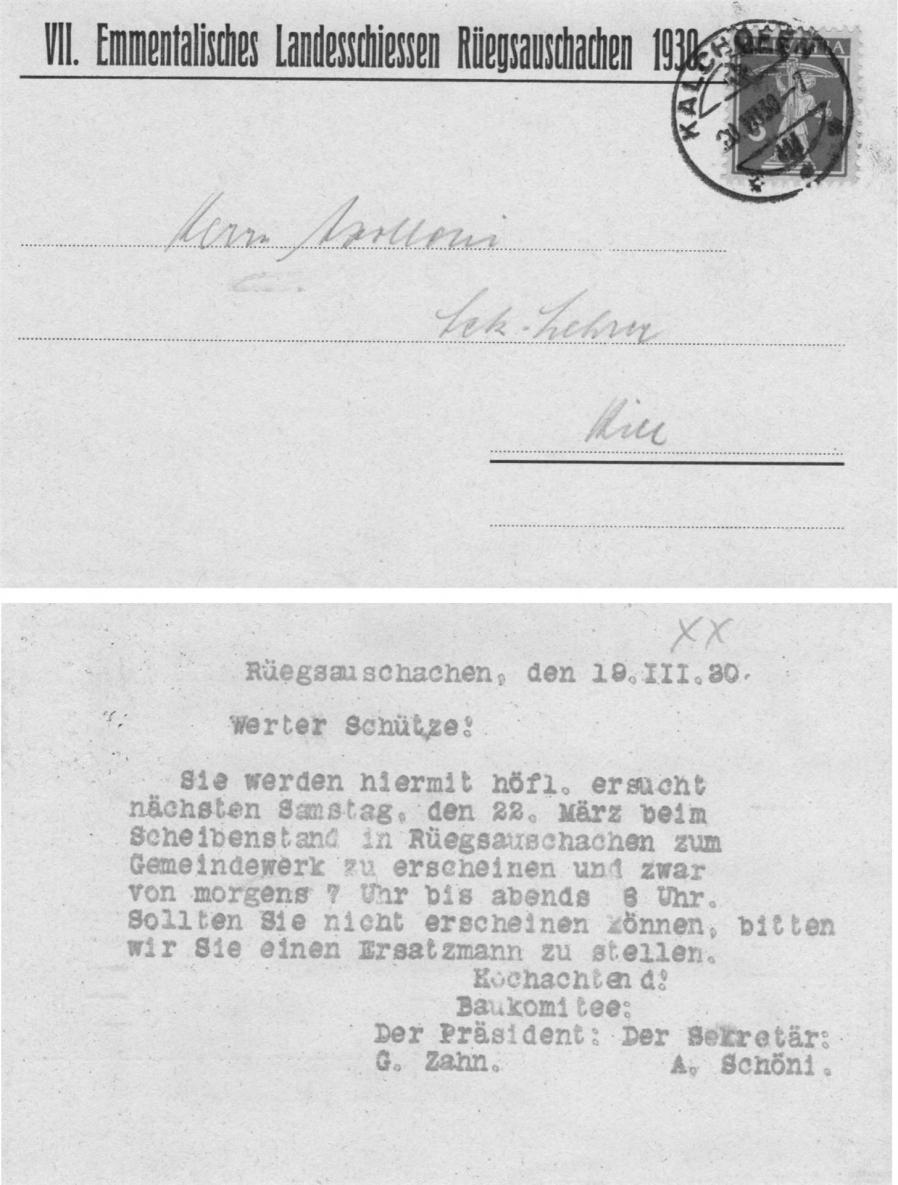 VII. Emmentalisches Landesschiessen Rüegsauschachen 1930
KALCHOFEN
Herrn Apolloni
Sek. Lehrer
XX
Rüegsauschachen, den 19.III.30.
Werter Schütze!
Sie werden hiermit höfl. ersucht
nächsten Samstag, den 22. März beim
Scheibenstand in Rüegsauschachen zum
Gemeindewerk zu erscheinen und zwar
von morgens 7 Uhr bis abends 6 Uhr.
Sollten Sie nicht erscheinen können, bitten
wir Sie einen Ersatzmann zu stellen.
Hochachtend!
Baukomitee:
Der Präsident: Der Sekretär:
G. Zahn. A. Schöni.